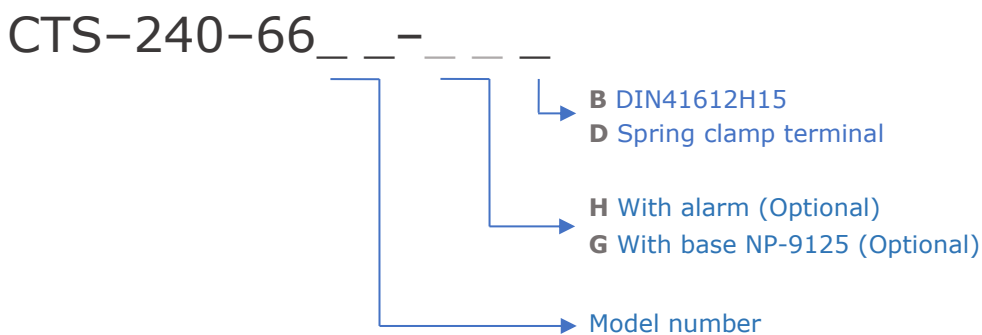 CTS–240–66_ _–_ _ _
B DIN41612H15
D Spring clamp terminal
H With alarm (Optional)
G With base NP-9125 (Optional)
Model number